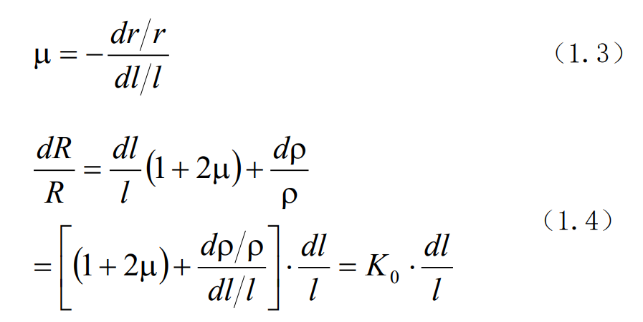 μ = − (dr/r)/(dl/l) （1.3）
dR/R = dl/l (1 + 2μ) + dρ/ρ
= [(1 + 2μ) + (dρ/ρ)/(dl/l)] · dl/l = K₀ · dl/l （1.4）